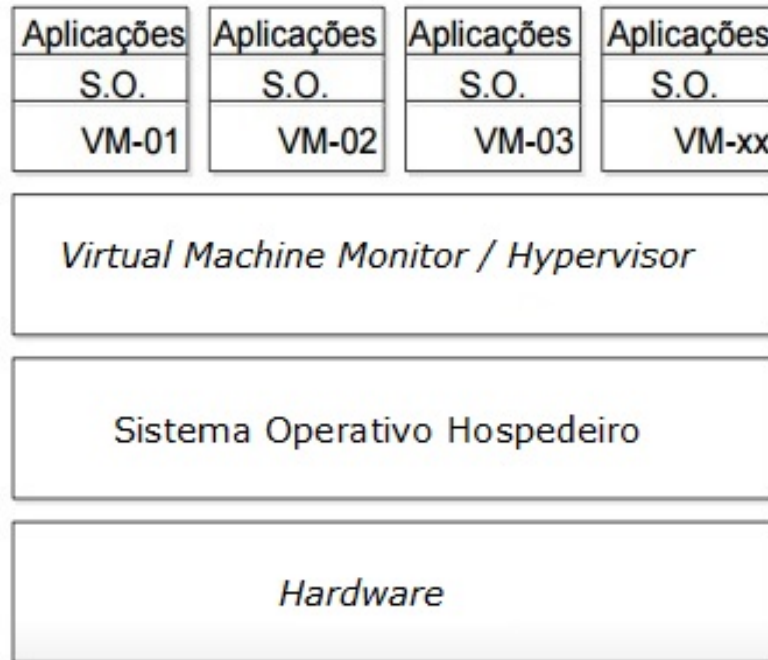 Aplicações Aplicações Aplicações Aplicações
S.O. S.O. S.O. S.O.
VM-01 VM-02 VM-03 VM-xx
Virtual Machine Monitor / Hypervisor
Sistema Operativo Hospedeiro
Hardware